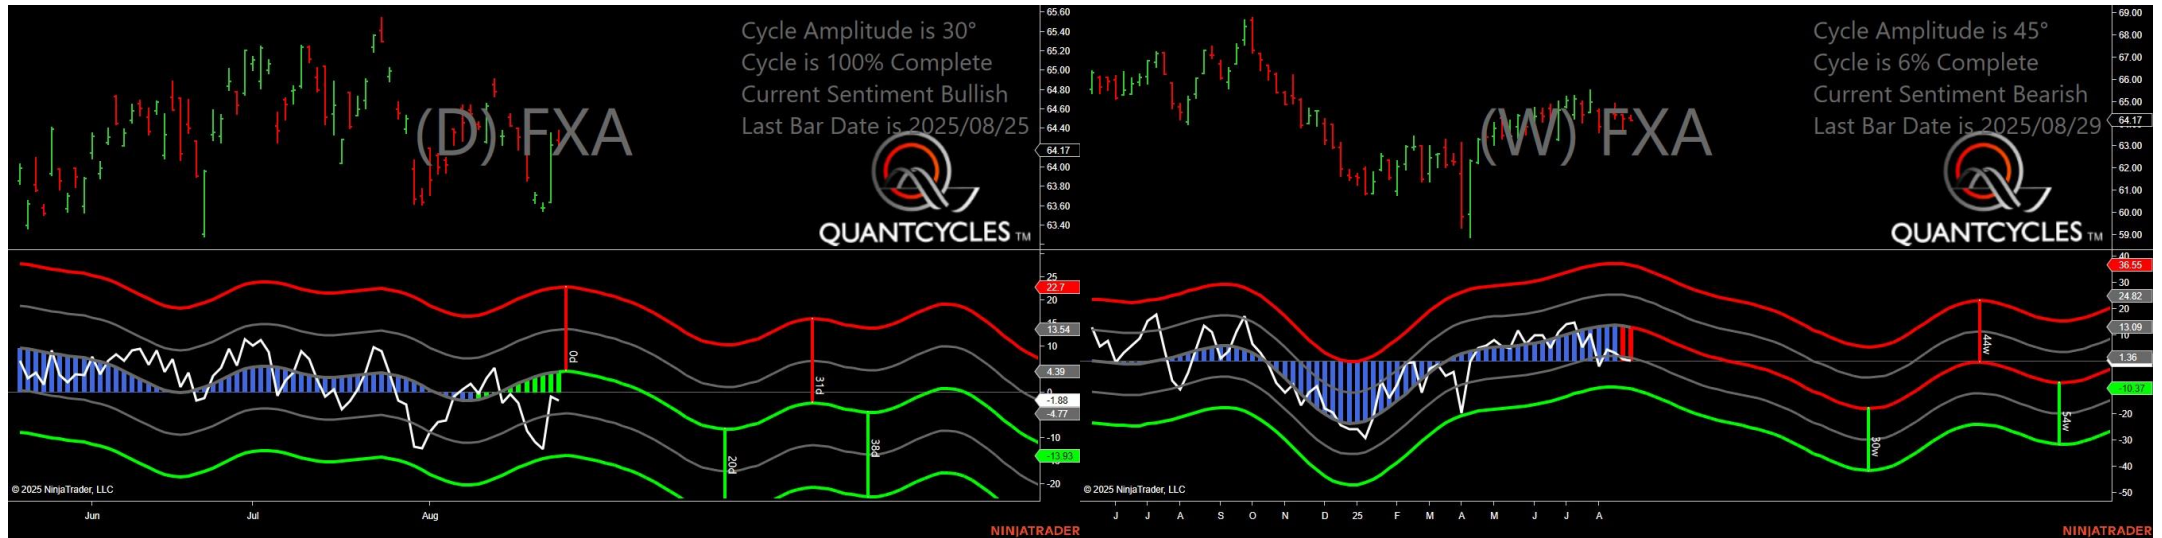 Cycle Amplitude is 30°
Cycle is 100% Complete
Current Sentiment Bullish
Last Bar Date is 2025/08/25
(D) FXA
QUANTCYCLES TM
65.60
65.40
65.20
65.00
64.80
64.60
64.40
64.17
64.00
63.80
63.60
63.40
25
22.7
20
15
13.54
10
4.39
0
-1.88
-4.77
-10
-13.93
-20
0d
20d
31d
38d
© 2025 NinjaTrader, LLC
Jun Jul Aug
NINJATRADER
Cycle Amplitude is 45°
Cycle is 6% Complete
Current Sentiment Bearish
Last Bar Date is 2025/08/29
(W) FXA
QUANTCYCLES TM
69.00
68.00
67.00
66.00
65.00
64.17
63.00
62.00
61.00
60.00
59.00
40
36.55
30
24.82
13.09
10
1.36
-10.37
-20
-30
-40
-50
30w
44w
54w
© 2025 NinjaTrader, LLC
J J A S O N D 25 F M A M J J A
NINJATRADER